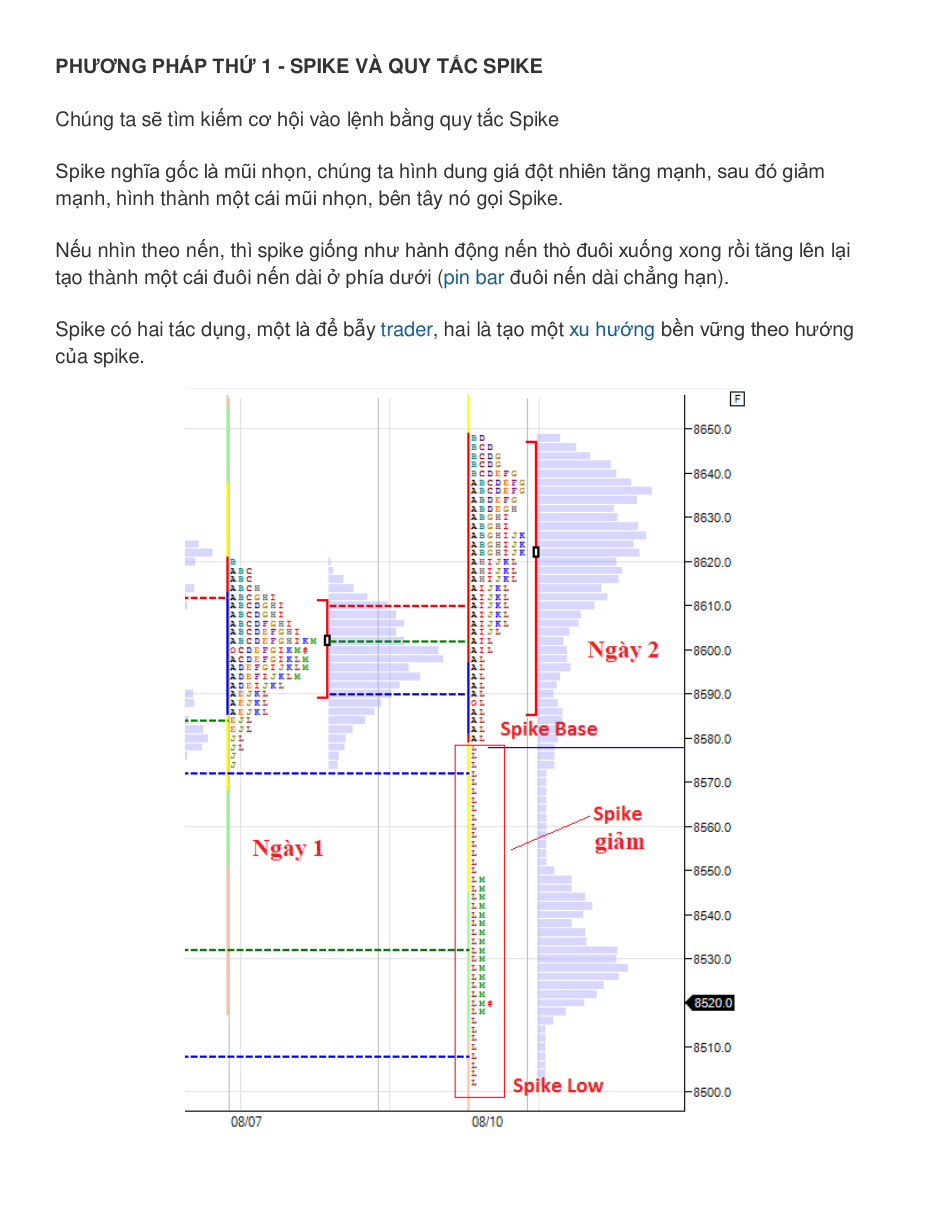 PHƯƠNG PHÁP THỨ 1 - SPIKE VÀ QUY TẮC SPIKE
Chúng ta sẽ tìm kiếm cơ hội vào lệnh bằng quy tắc Spike
Spike nghĩa gốc là mũi nhọn, chúng ta hình dung giá đột nhiên tăng mạnh, sau đó giảm
mạnh, hình thành một cái mũi nhọn, bên tây nó gọi Spike.
Nếu nhìn theo nến, thì spike giống như hành động nến thò đuôi xuống xong rồi tăng lên lại
tạo thành một cái đuôi nến dài ở phía dưới (pin bar đuôi nến dài chẳng hạn).
Spike có hai tác dụng, một là để bẫy trader, hai là tạo một xu hướng bền vững theo hướng
của spike.
F
8650.0
8640.0
8630.0
8620.0
8610.0
8600.0
8590.0
8580.0
8570.0
8560.0
8550.0
8540.0
8530.0
8520.0
8510.0
8500.0
Ngày 2
Spike Base
Spike
giảm
Ngày 1
Spike Low
08/07
08/10